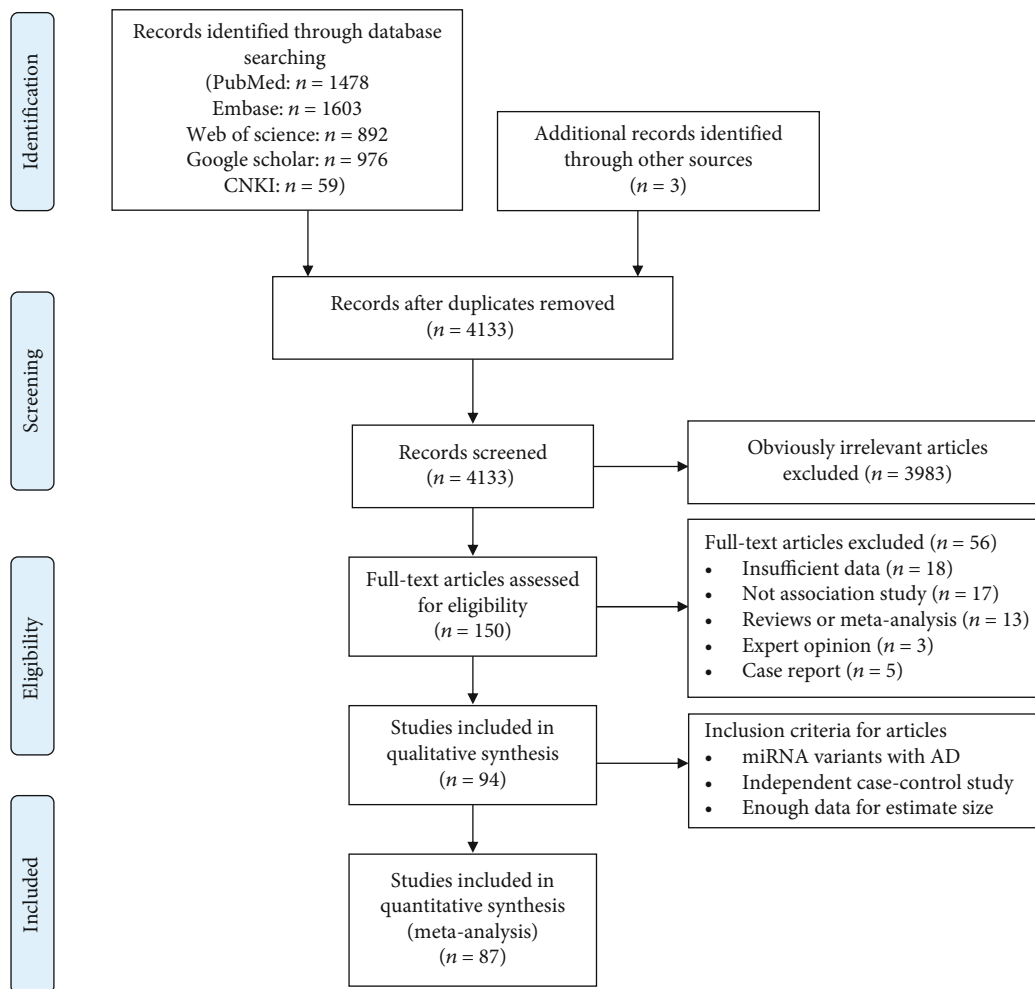 Identification
Records identified through database
searching
(PubMed: n = 1478
Embase: n = 1603
Web of science: n = 892
Google scholar: n = 976
CNKI: n = 59)
Additional records identified
through other sources
(n = 3)
Screening
Records after duplicates removed
(n = 4133)
Records screened
(n = 4133)
Obviously irrelevant articles
excluded (n = 3983)
Eligibility
Full-text articles assessed
for eligibility
(n = 150)
Full-text articles excluded (n = 56)
• Insufficient data (n = 18)
• Not association study (n = 17)
• Reviews or meta-analysis (n = 13)
• Expert opinion (n = 3)
• Case report (n = 5)
Studies included in
qualitative synthesis
(n = 94)
Inclusion criteria for articles
• miRNA variants with AD
• Independent case-control study
• Enough data for estimate size
Included
Studies included in
quantitative synthesis
(meta-analysis)
(n = 87)